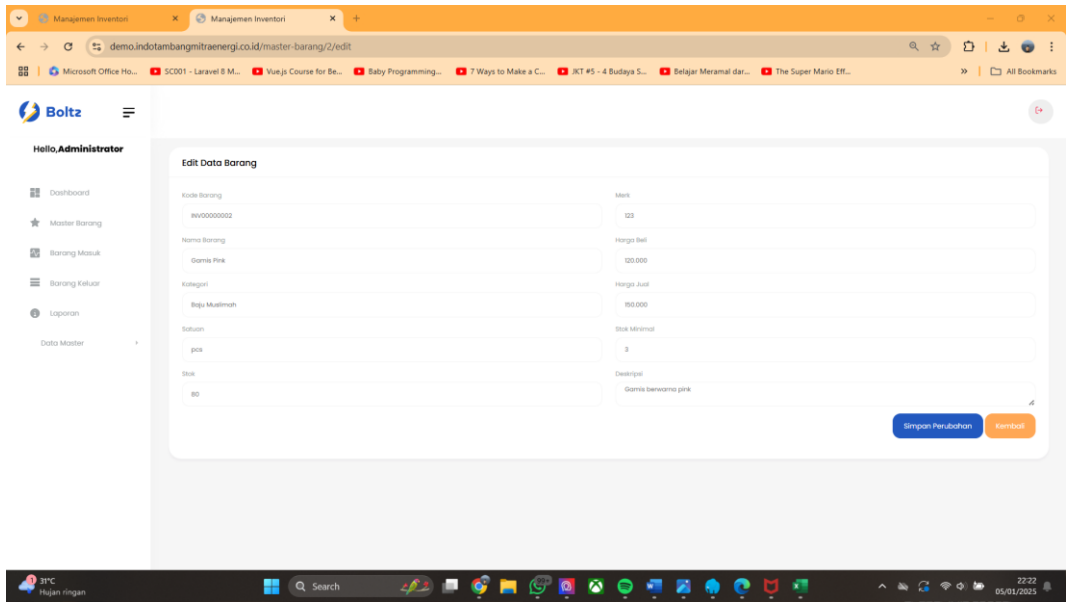 Manajemen Inventori
Manajemen Inventori
demo.indotambangmitraenergi.co.id/master-barang/2/edit
Microsoft Office Ho...
SC001 - Laravel 8 M...
Vue.js Course for Be...
Baby Programming...
7 Ways to Make a C...
JKT #5 - 4 Budaya S...
Belajar Meramal dar...
The Super Mario Eff...
All Bookmarks
Boltz
Hello,Administrator
Dashboard
Master Barang
Barang Masuk
Barang Keluar
Laporan
Data Master
Edit Data Barang
Kode Barang
INV00000002
Nama Barang
Gamis Pink
Kategori
Baju Muslimah
Satuan
pcs
Stok
80
Merk
123
Harga Beli
120.000
Harga Jual
150.000
Stok Minimal
3
Deskripsi
Gamis berwarna pink
Simpan Perubahan
Kembali
1
31°C
Hujan ringan
Search
99+
22:22
05/01/2025